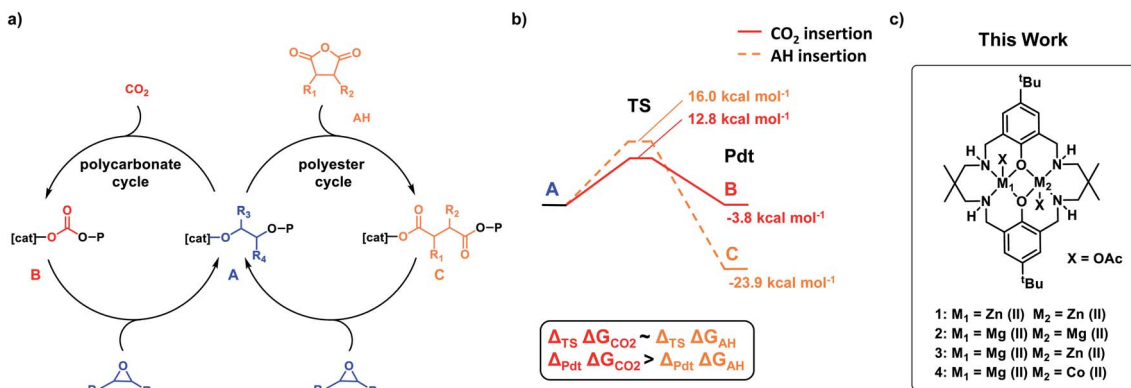 a)
CO2
polycarbonate
cycle
[cat]
O
O
O–P
B
O
O
O
R1
R2
AH
polyester
cycle
R3
[cat]
O
O–P
R4
A
O
R2
[cat]
O
O–P
R1
O
C
O
O
b)
CO2 insertion
AH insertion
TS
16.0 kcal mol-1
12.8 kcal mol-1
Pdt
A
B
-3.8 kcal mol-1
C
-23.9 kcal mol-1
ΔTS ΔGCO2 ~ ΔTS ΔGAH
ΔPdt ΔGCO2 > ΔPdt ΔGAH
c)
This Work
tBu
H
N
X
O
H
N
M1
M2
N
H
O
X
N
H
tBu
X = OAc
1: M1 = Zn (II) M2 = Zn (II)
2: M1 = Mg (II) M2 = Mg (II)
3: M1 = Mg (II) M2 = Zn (II)
4: M1 = Mg (II) M2 = Co (II)